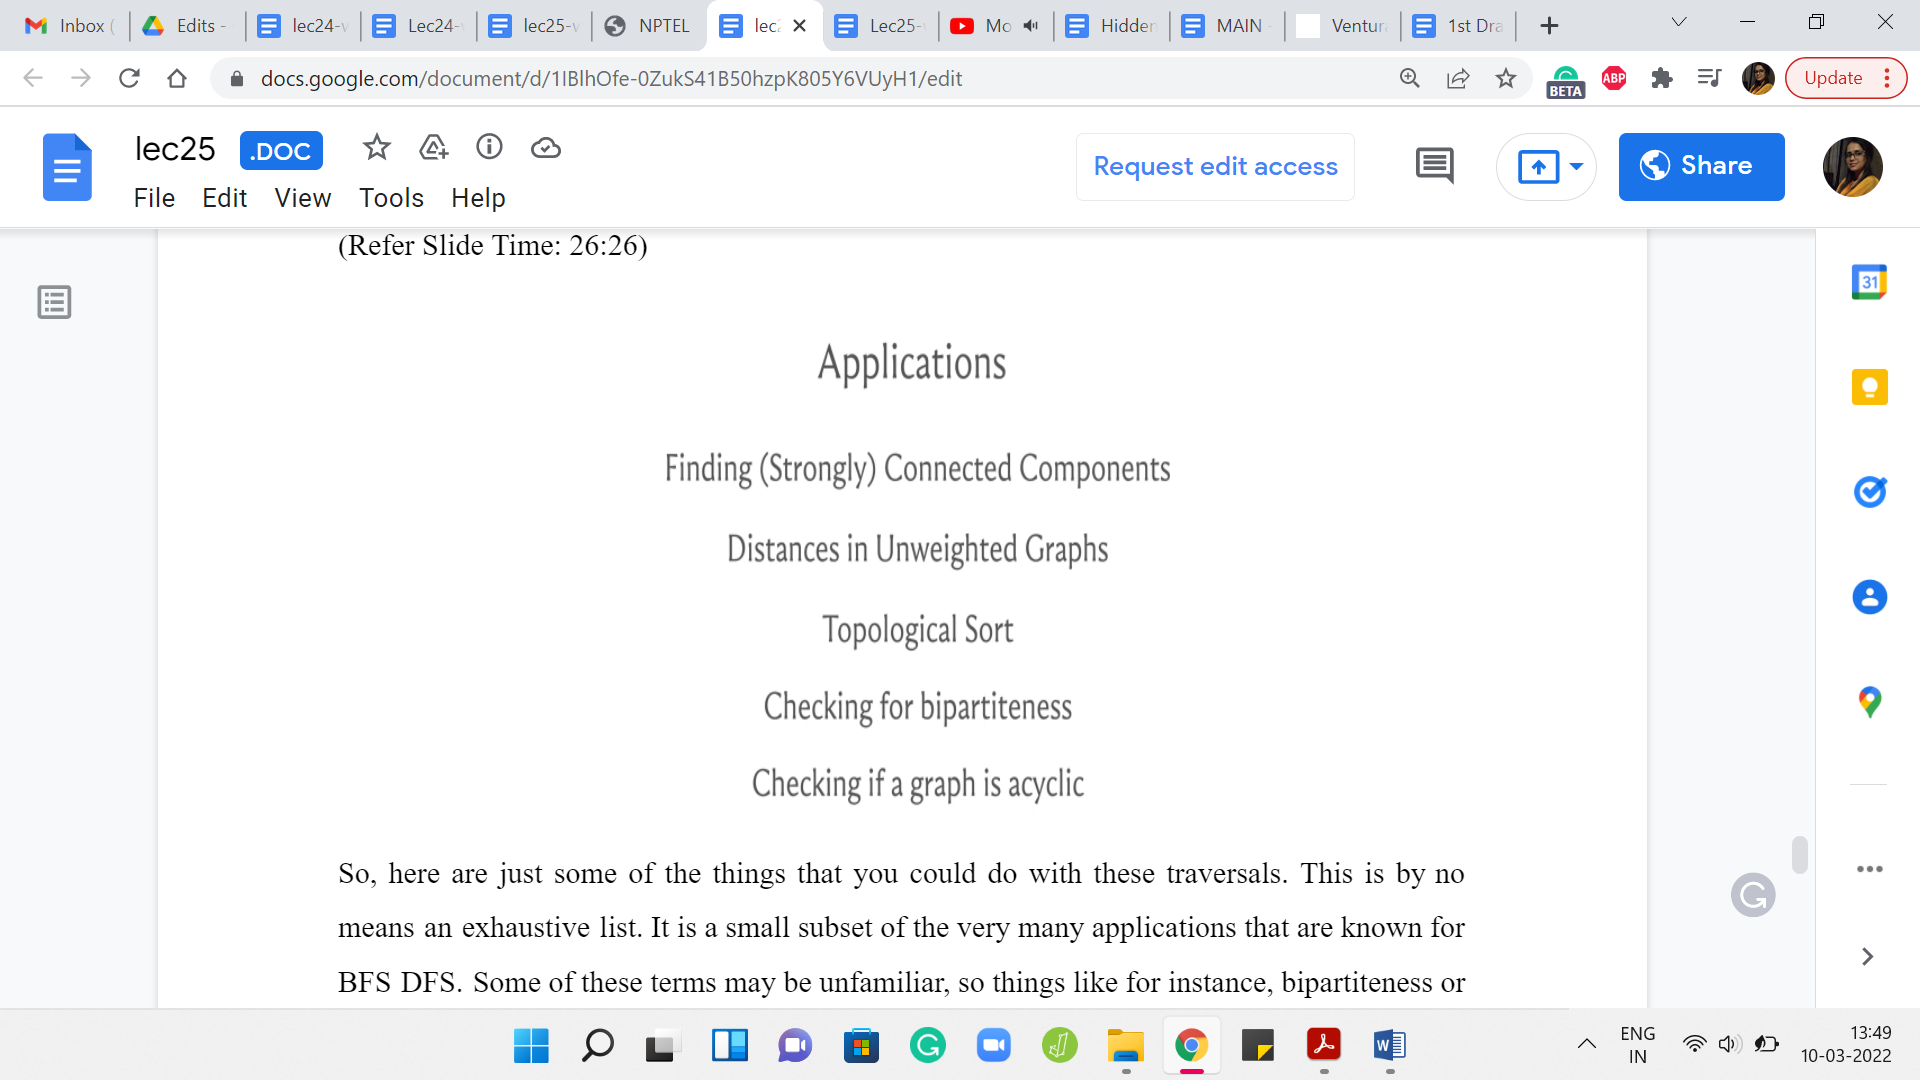 Inbox (
Edits -
lec24-v
Lec24-
lec25-v
NPTEL
lec
Lec25-
Mo
Hidden
MAIN -
Ventur
1st Dra
docs.google.com/document/d/1IBlhOfe-0ZukS41B50hzpK805Y6VUyH1/edit
BETA
ABP
Update
lec25
.DOC
Request edit access
Share
File Edit View Tools Help
(Refer Slide Time: 26:26)
31
Applications
Finding (Strongly) Connected Components
Distances in Unweighted Graphs
Topological Sort
Checking for bipartiteness
Checking if a graph is acyclic
So, here are just some of the things that you could do with these traversals. This is by no
means an exhaustive list. It is a small subset of the very many applications that are known for
BFS DFS. Some of these terms may be unfamiliar, so things like for instance, bipartiteness or
ENG
IN
13:49
10-03-2022